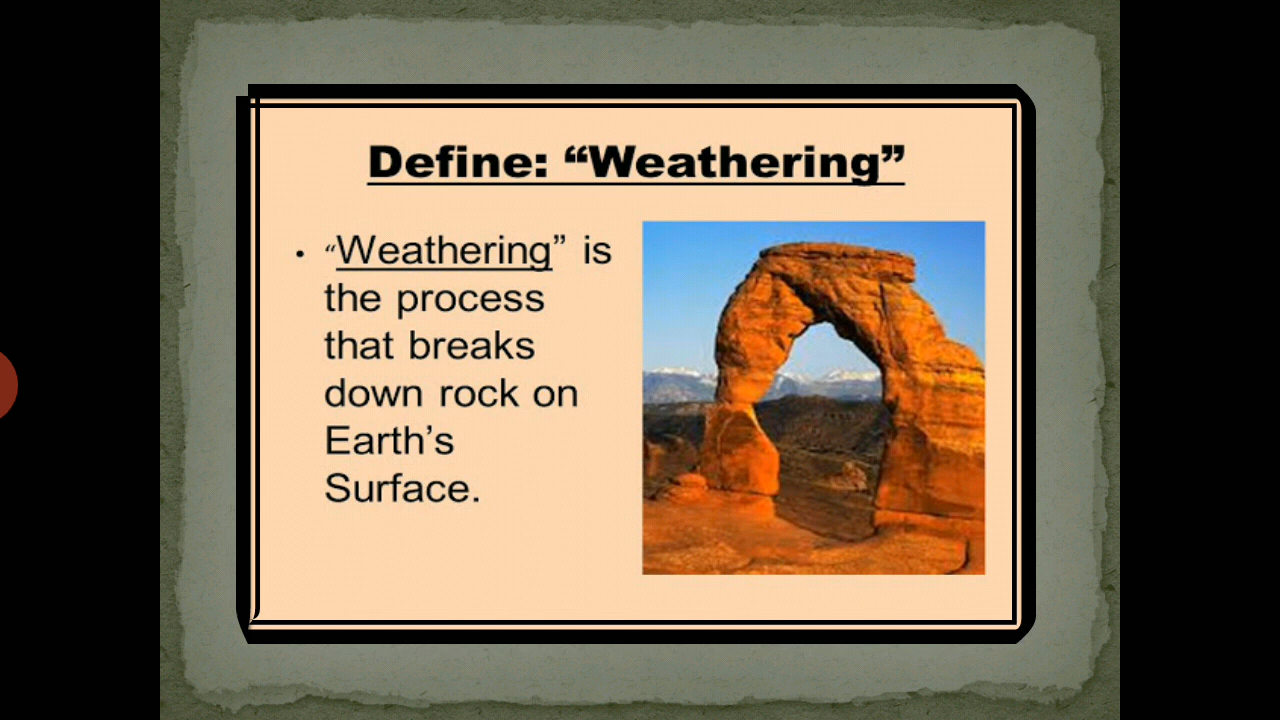 Define: “Weathering”
• “Weathering” is
the process
that breaks
down rock on
Earth’s
Surface.